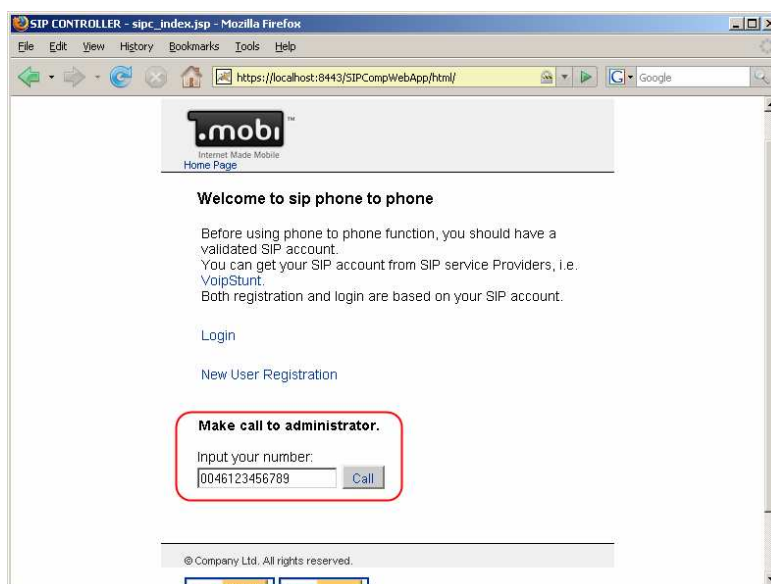 SIP CONTROLLER - sipc_index.jsp - Mozilla Firefox
File Edit View History Bookmarks Tools Help
https://localhost:8443/SIPCompWebApp/html/
G Google
.mobi™
Internet Made Mobile
Home Page
Welcome to sip phone to phone
Before using phone to phone function, you should have a
validated SIP account.
You can get your SIP account from SIP service Providers, i.e.
VoipStunt.
Both registration and login are based on your SIP account.
Login
New User Registration
Make call to administrator.
Input your number:
0046123456789 Call
© Company Ltd. All rights reserved.